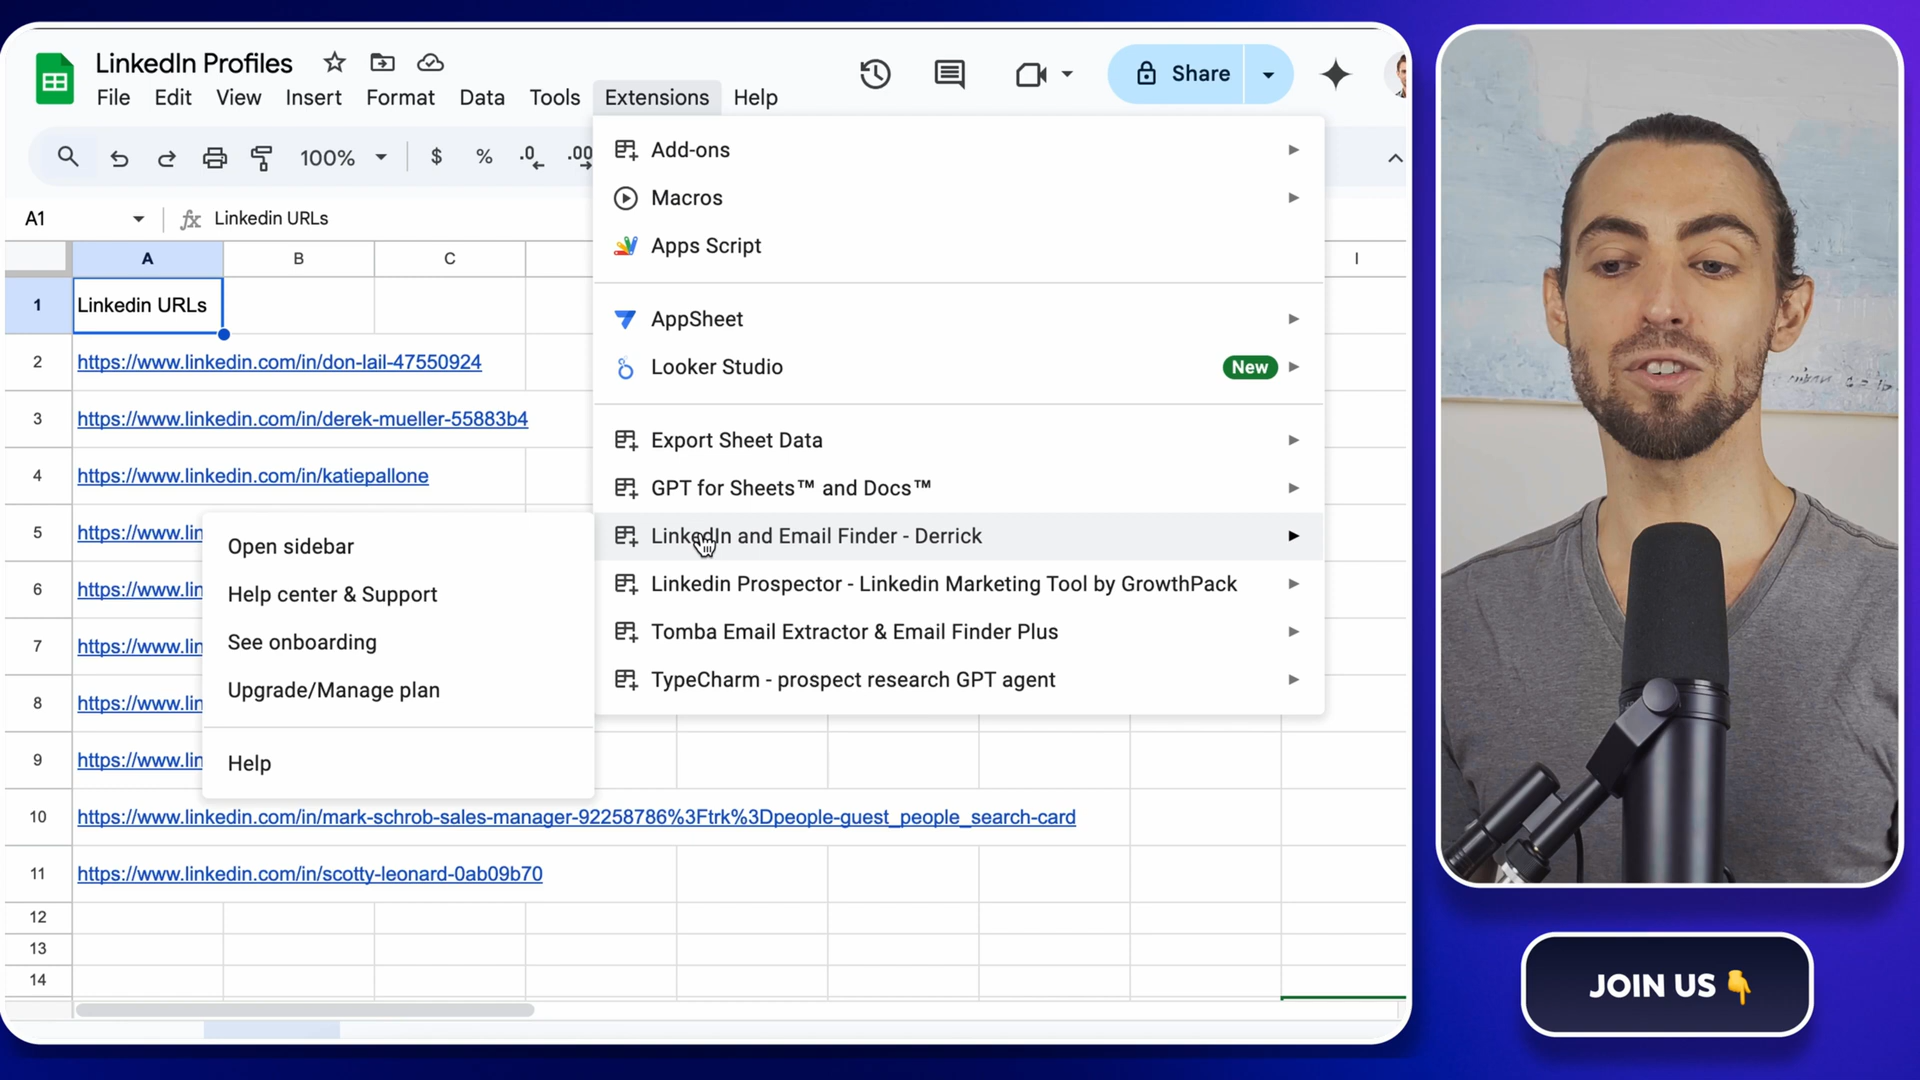 LinkedIn Profiles
Share
File Edit View Insert Format Data Tools Extensions Help
100% $ % .0 .00
A1 fx Linkedin URLs
A B C I
1 Linkedin URLs
2 https://www.linkedin.com/in/don-lail-47550924
3 https://www.linkedin.com/in/derek-mueller-55883b4
4 https://www.linkedin.com/in/katiepallone
5 https://www.lin
6 https://www.lin
7 https://www.lin
8 https://www.lin
9 https://www.lin
10 https://www.linkedin.com/in/mark-schrob-sales-manager-92258786%3Ftrk%3Dpeople-guest_people_search-card
11 https://www.linkedin.com/in/scotty-leonard-0ab09b70
12
13
14
Add-ons
Macros
Apps Script
AppSheet
Looker Studio New
Export Sheet Data
GPT for Sheets™ and Docs™
LinkedIn and Email Finder - Derrick
Linkedin Prospector - Linkedin Marketing Tool by GrowthPack
Tomba Email Extractor & Email Finder Plus
TypeCharm - prospect research GPT agent
Open sidebar
Help center & Support
See onboarding
Upgrade/Manage plan
Help
JOIN US 👇